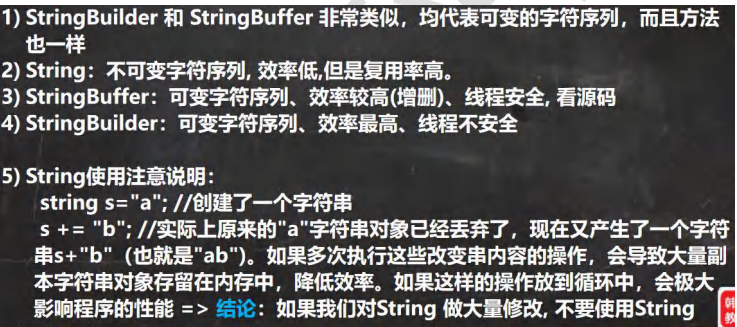 1) StringBuilder 和 StringBuffer 非常类似，均代表可变的字符序列，而且方法
也一样
2) String：不可变字符序列, 效率低,但是复用率高。
3) StringBuffer：可变字符序列、效率较高(增删)、线程安全, 看源码
4) StringBuilder：可变字符序列、效率最高、线程不安全
5) String使用注意说明：
string s="a"; //创建了一个字符串
s += "b"; //实际上原来的"a"字符串对象已经丢弃了，现在又产生了一个字符
串s+"b"（也就是"ab")。如果多次执行这些改变串内容的操作，会导致大量副
本字符串对象存留在内存中，降低效率。如果这样的操作放到循环中，会极大
影响程序的性能 => 结论：如果我们对String 做大量修改, 不要使用String
韩
教